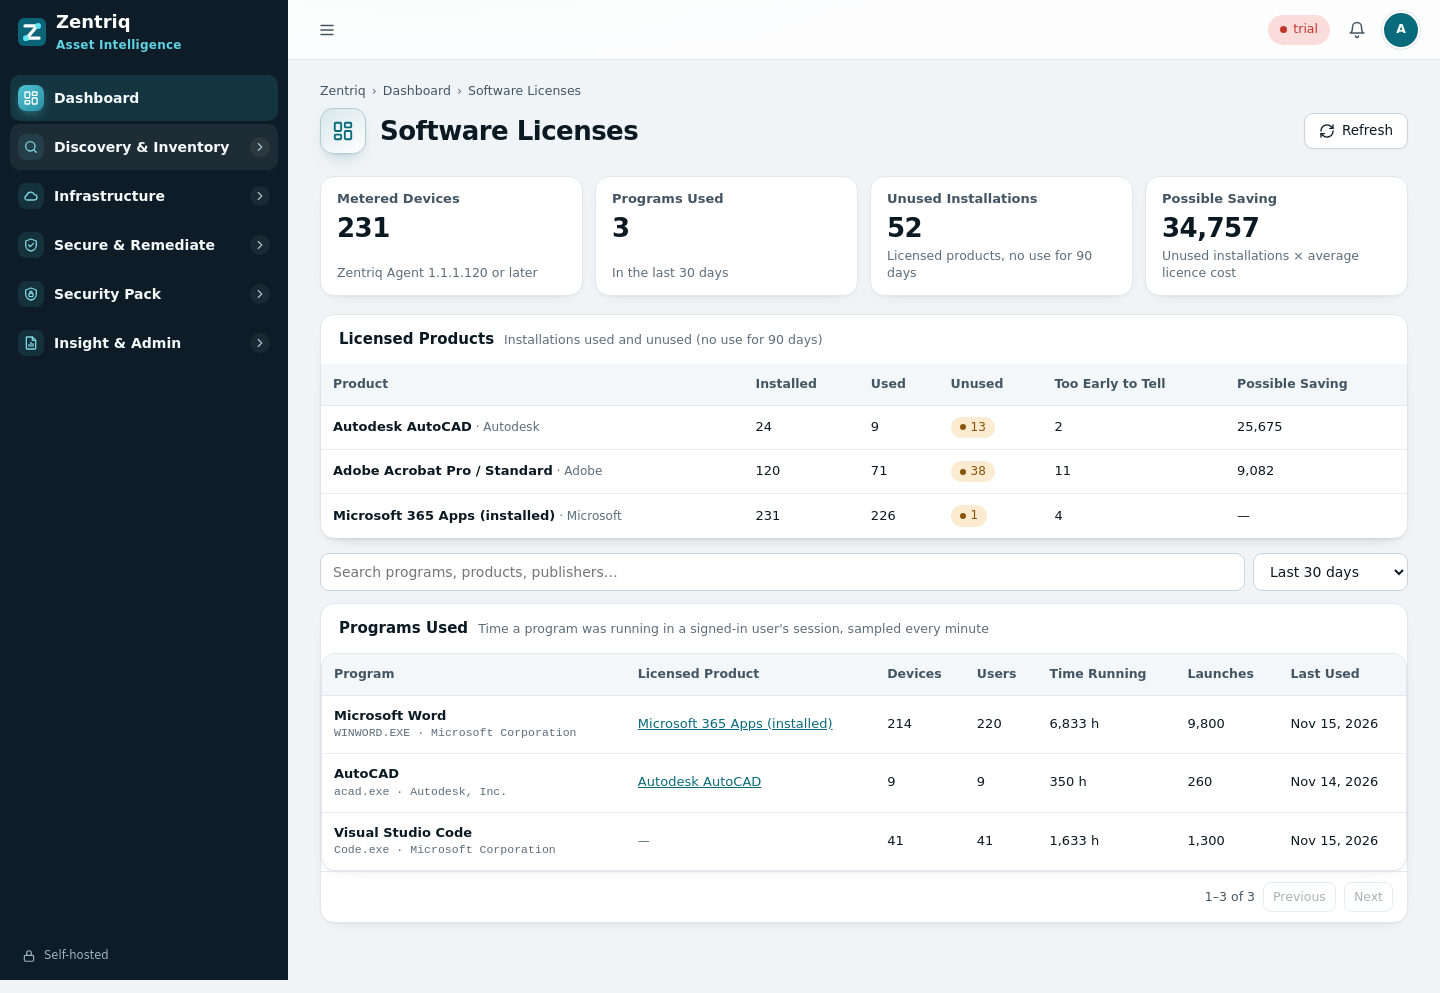 Zentriq
Asset Intelligence
Dashboard
Discovery & Inventory
Infrastructure
Secure & Remediate
Security Pack
Insight & Admin
Self-hosted
trial
A
Zentriq › Dashboard › Software Licenses
Software Licenses
Refresh
Metered Devices
231
Zentriq Agent 1.1.1.120 or later
Programs Used
3
In the last 30 days
Unused Installations
52
Licensed products, no use for 90
days
Possible Saving
34,757
Unused installations × average
licence cost
Licensed Products Installations used and unused (no use for 90 days)
Product Installed Used Unused Too Early to Tell Possible Saving
Autodesk AutoCAD · Autodesk 24 9 13 2 25,675
Adobe Acrobat Pro / Standard · Adobe 120 71 38 11 9,082
Microsoft 365 Apps (installed) · Microsoft 231 226 1 4 —
Search programs, products, publishers...
Last 30 days
Programs Used Time a program was running in a signed-in user's session, sampled every minute
Program Licensed Product Devices Users Time Running Launches Last Used
Microsoft Word
WINWORD.EXE · Microsoft Corporation
Microsoft 365 Apps (installed) 214 220 6,833 h 9,800 Nov 15, 2026
AutoCAD
acad.exe · Autodesk, Inc.
Autodesk AutoCAD 9 9 350 h 260 Nov 14, 2026
Visual Studio Code
Code.exe · Microsoft Corporation
— 41 41 1,633 h 1,300 Nov 15, 2026
1–3 of 3 Previous Next